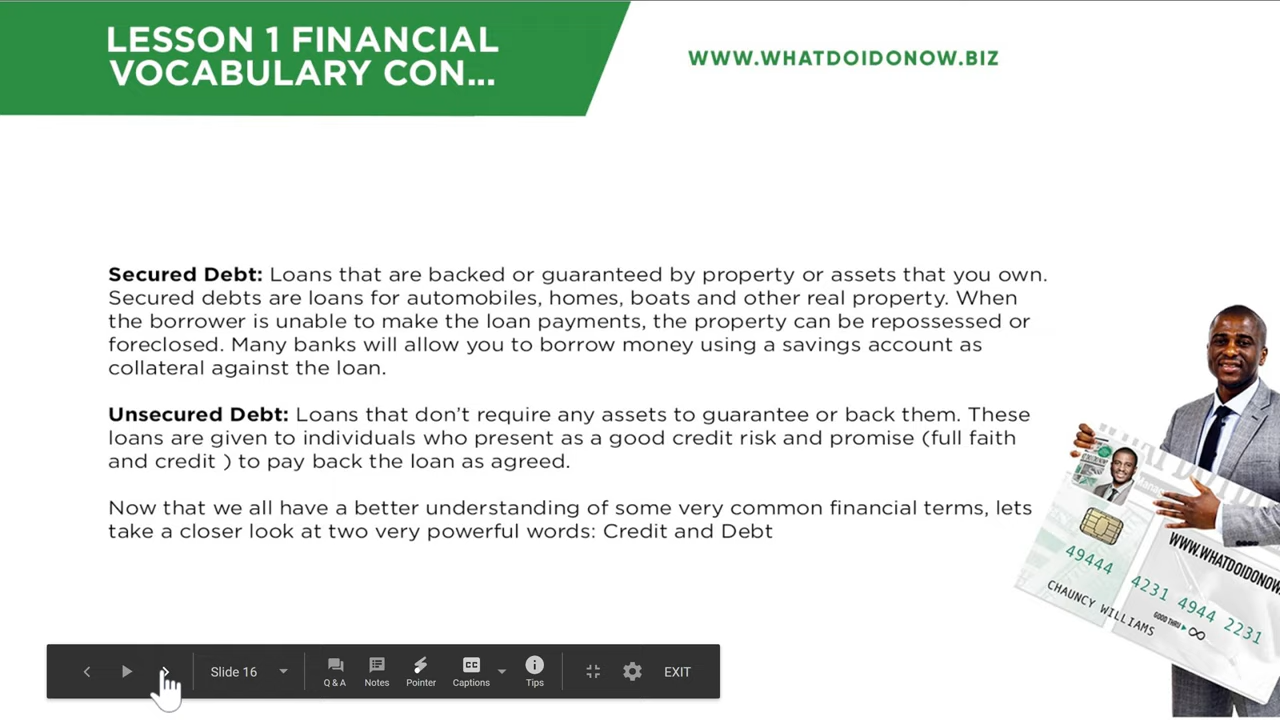 LESSON 1 FINANCIAL
VOCABULARY CON...
WWW.WHATDOIDONOW.BIZ
Secured Debt: Loans that are backed or guaranteed by property or assets that you own.
Secured debts are loans for automobiles, homes, boats and other real property. When
the borrower is unable to make the loan payments, the property can be repossessed or
foreclosed. Many banks will allow you to borrow money using a savings account as
collateral against the loan.
Unsecured Debt: Loans that don't require any assets to guarantee or back them. These
loans are given to individuals who present as a good credit risk and promise (full faith
and credit ) to pay back the loan as agreed.
Now that we all have a better understanding of some very common financial terms, lets
take a closer look at two very powerful words: Credit and Debt
WWW.WHATDOIDONOW
49444 4231 4944 2231
CHAUNCY WILLIAMS
GOOD THRU
Slide 16
Q & A
Notes
Pointer
CC
Captions
Tips
EXIT